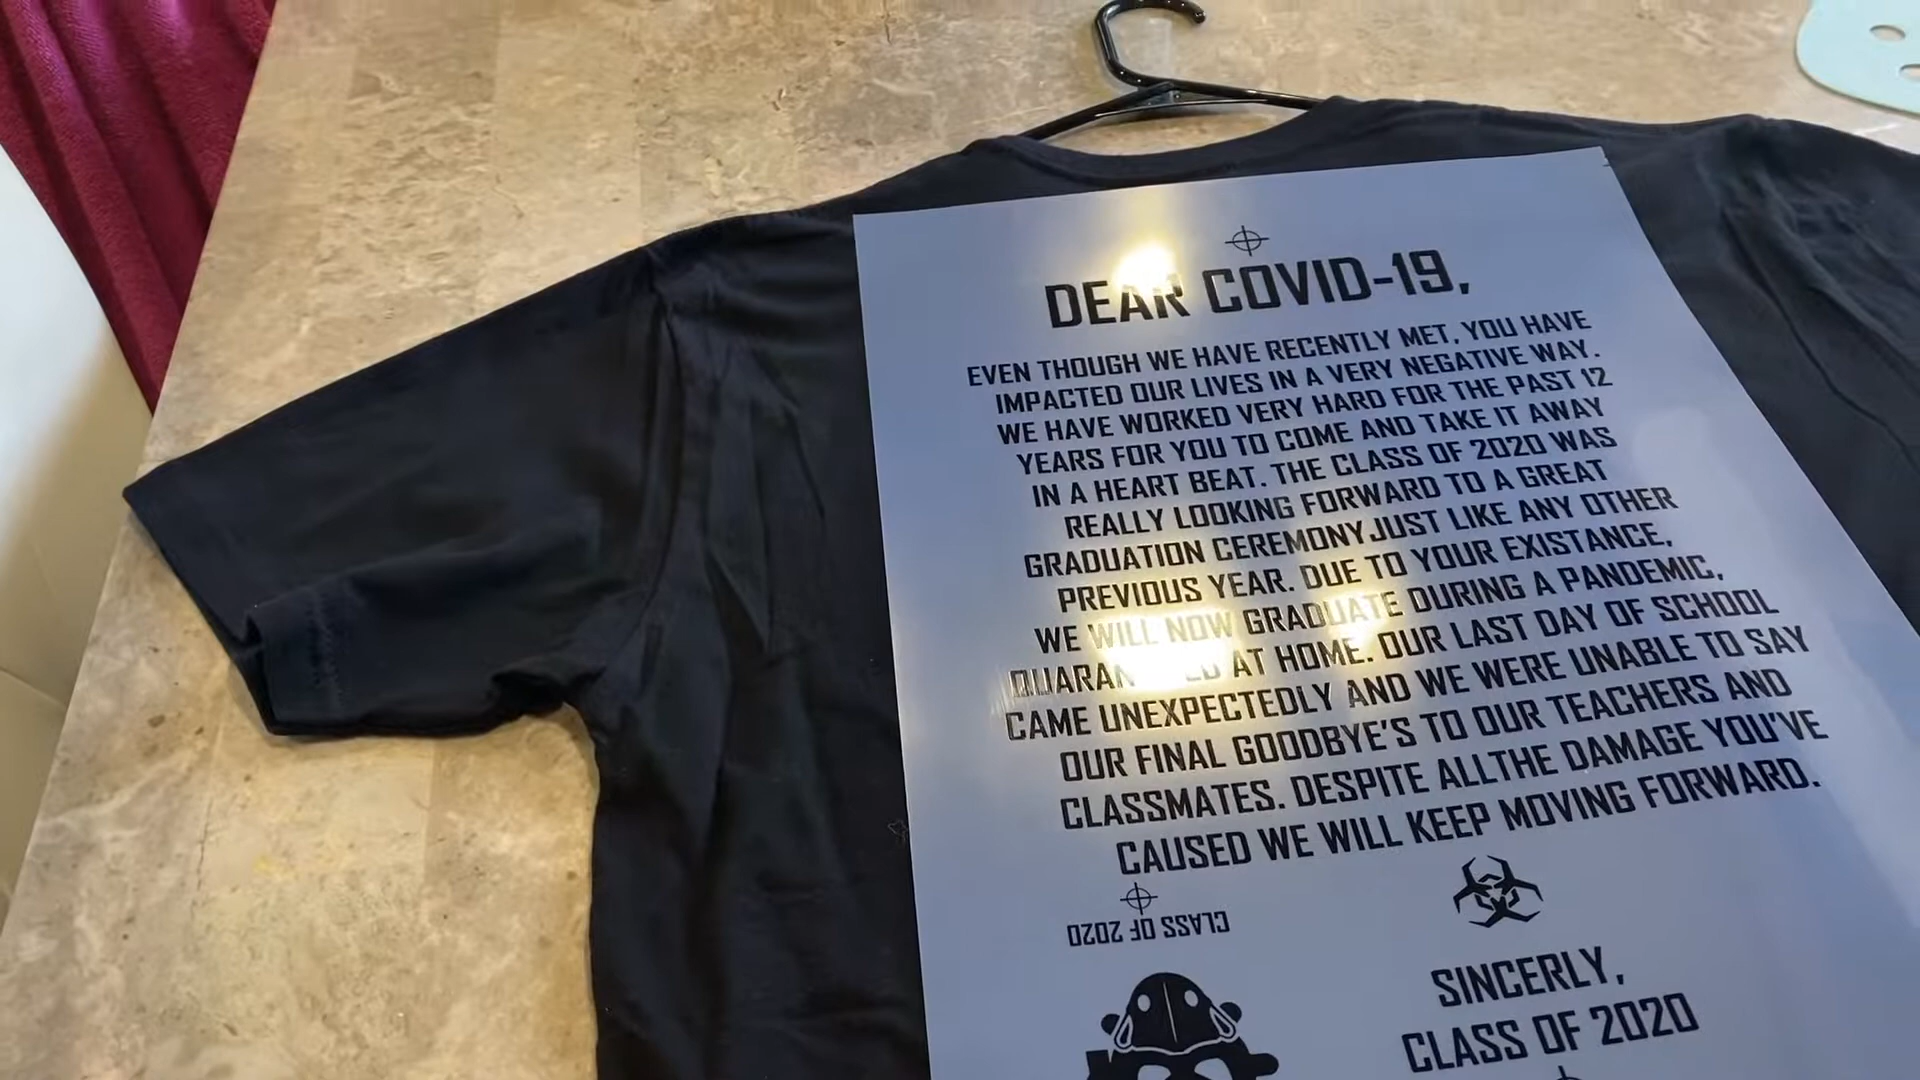 DEAR COVID-19,
EVEN THOUGH WE HAVE RECENTLY MET, YOU HAVE
IMPACTED OUR LIVES IN A VERY NEGATIVE WAY.
WE HAVE WORKED VERY HARD FOR THE PAST 12
YEARS FOR YOU TO COME AND TAKE IT AWAY
IN A HEART BEAT. THE CLASS OF 2020 WAS
REALLY LOOKING FORWARD TO A GREAT
GRADUATION CEREMONY JUST LIKE ANY OTHER
PREVIOUS YEAR. DUE TO YOUR EXISTANCE,
WE WILL NOW GRADUATE DURING A PANDEMIC,
AT HOME. OUR LAST DAY OF SCHOOL
CAME UNEXPECTEDLY AND WE WERE UNABLE TO SAY
OUR FINAL GOODBYE'S TO OUR TEACHERS AND
CLASSMATES. DESPITE ALLTHE DAMAGE YOU'VE
CAUSED WE WILL KEEP MOVING FORWARD.
CLASS OF 2020
SINCERLY,
CLASS OF 2020